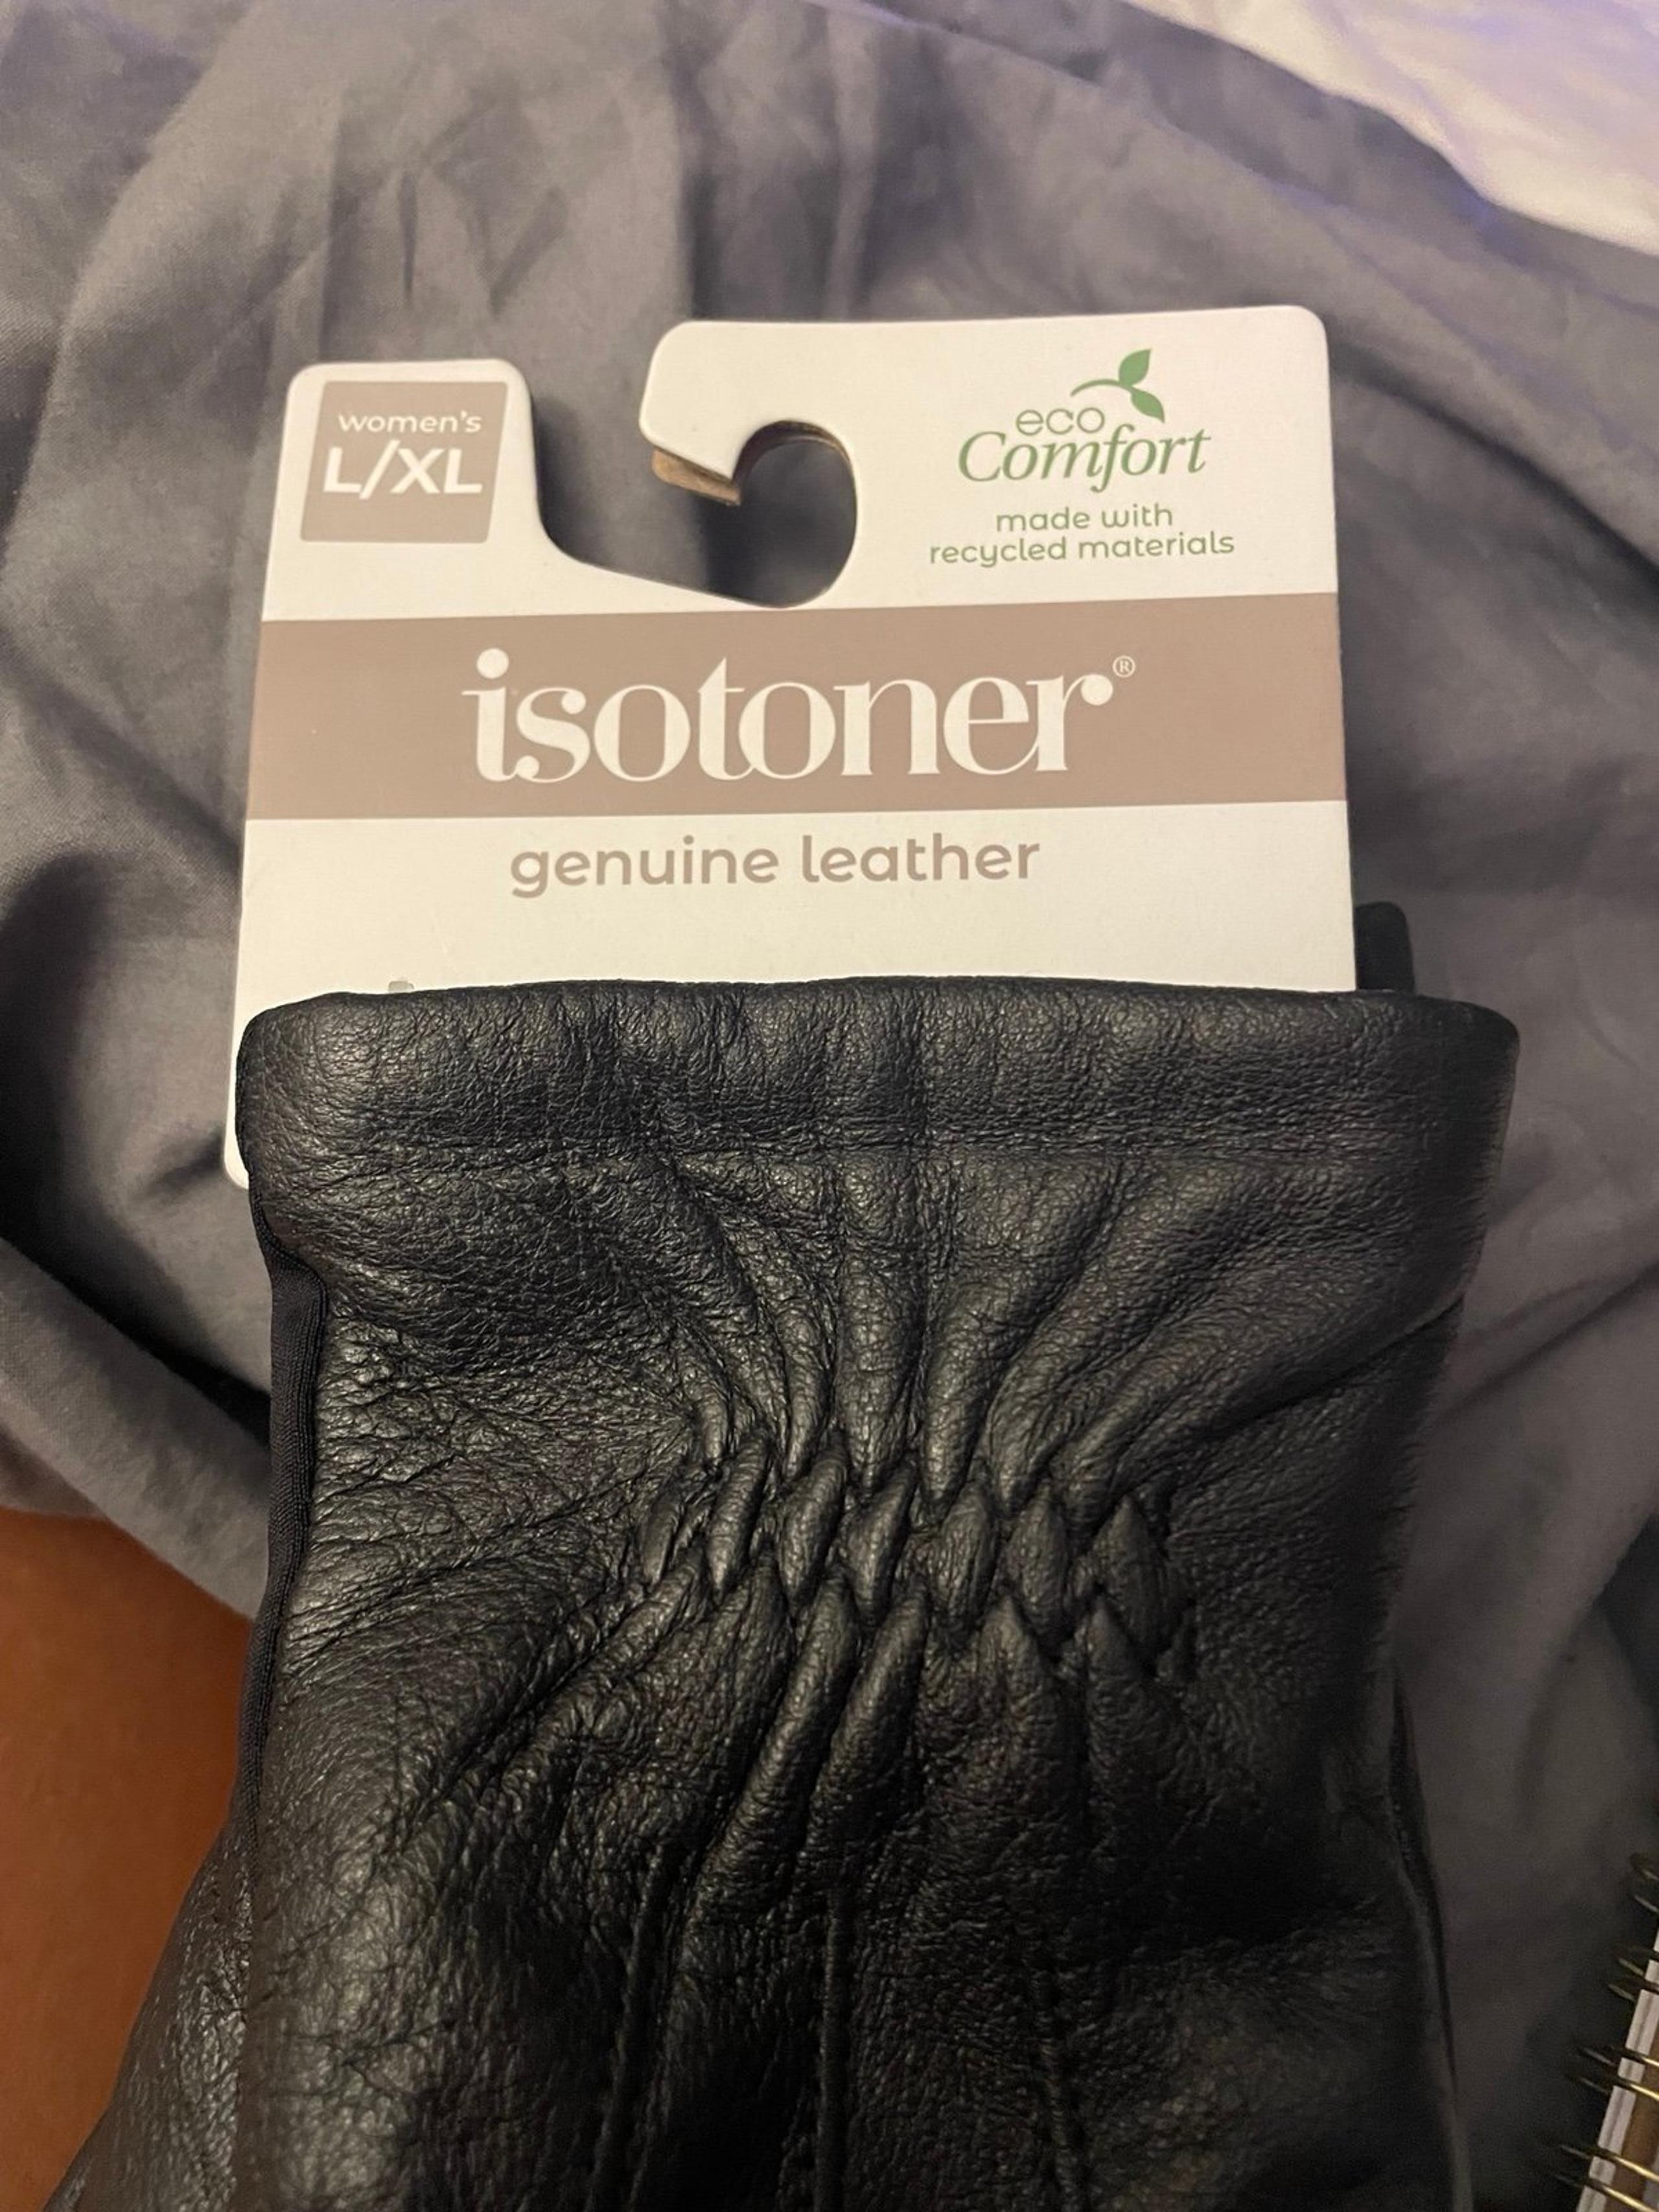 women's
L/XL
eco
Comfort
made with
recycled materials
isotoner®
genuine leather